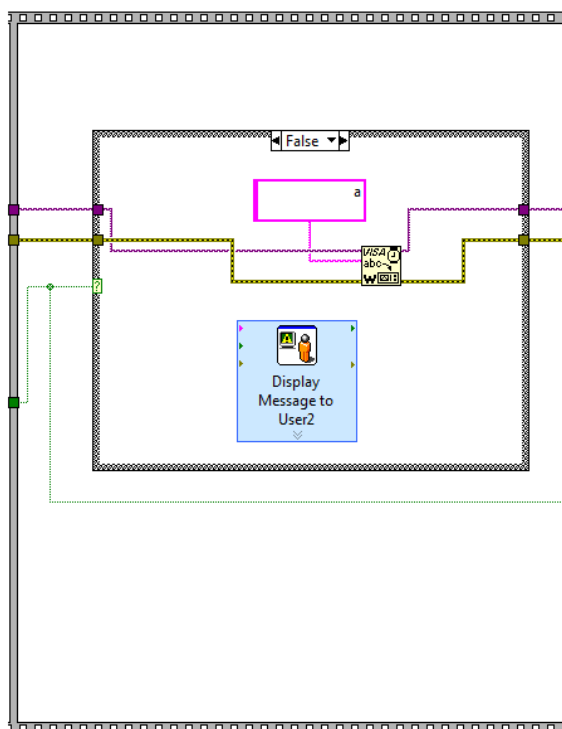 False
a
VISA
abc
W
?
A
Display
Message to
User2